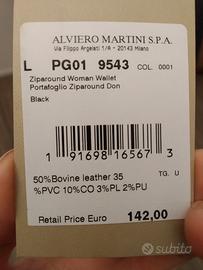 ALVIERO MARTINI S.P.A.
Via Filippo Argelati 1/A - 20143 Milano
L PG01 9543 COL. 0001
Ziparound Woman Wallet
Portafoglio Ziparound Don
Black
1 91698 16567 3
50%Bovine leather 35 TG. U
%PVC 10%CO 3%PL 2%PU
Retail Price Euro 142,00
subito